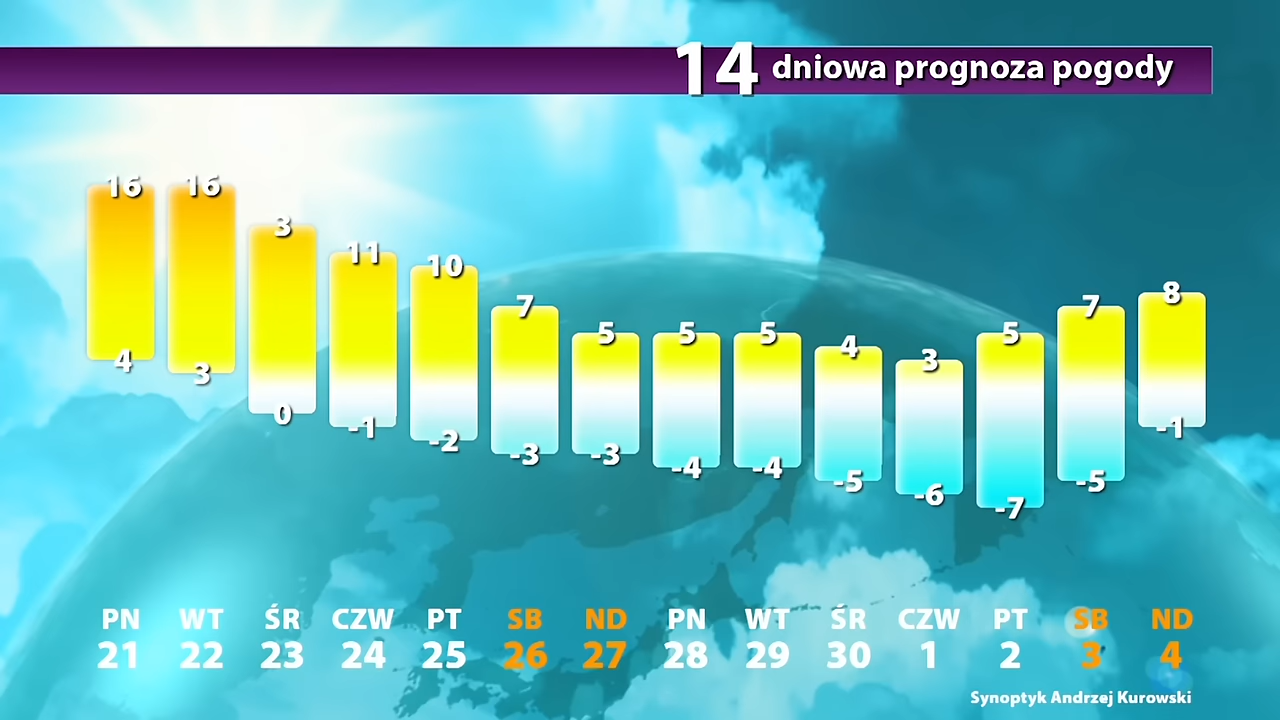 14 dniowa prognoza pogody
16 16 3 11 10 7 5 5 5 4 3 5 7 8
4 3 0 -1 -2 -3 -3 -4 -4 -5 -6 -7 -5 -1
PN WT ŚR CZW PT SB ND PN WT ŚR CZW PT SB ND
21 22 23 24 25 26 27 28 29 30 1 2 3 4
Synoptyk Andrzej Kurowski